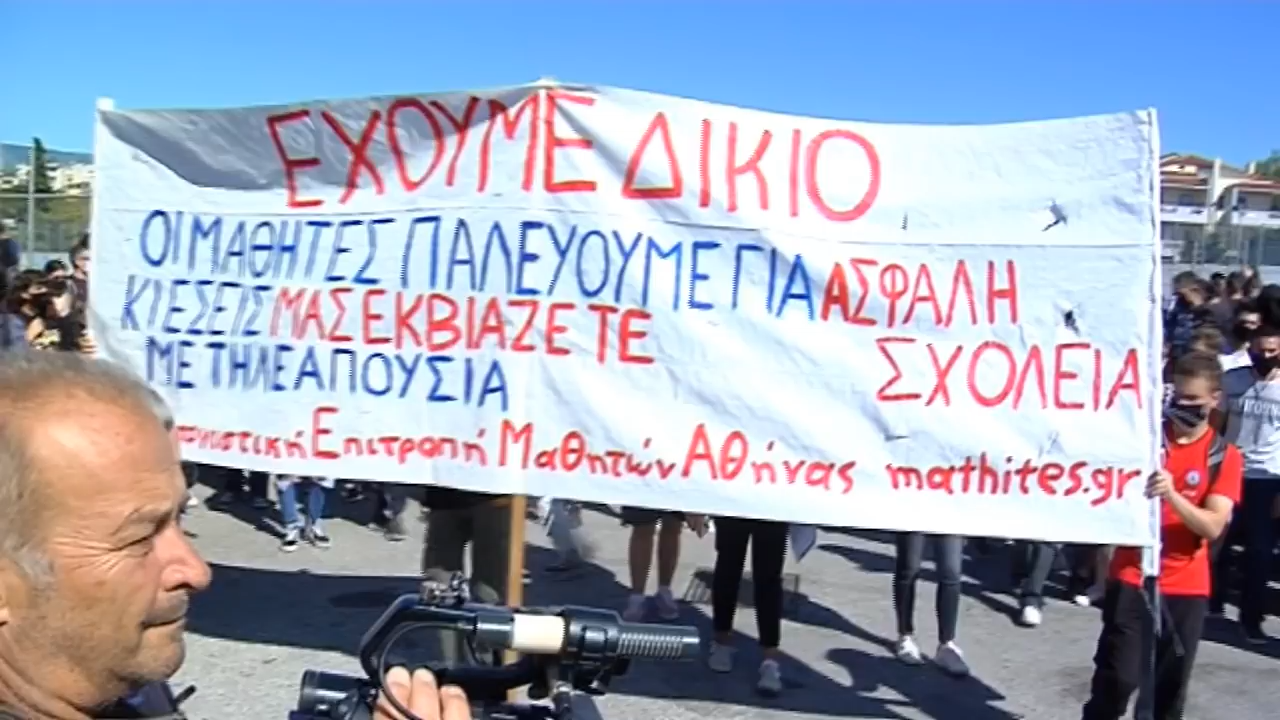 ΕΧΟΥΜΕ ΔΙΚΙΟ
ΟΙ ΜΑΘΗΤΕΣ ΠΑΛΕΥΟΥΜΕ ΓΙΑ ΑΣΦΑΛΗ
ΣΧΟΛΕΙΑ
ΚΙ ΕΣΕΙΣ ΜΑΣ ΕΚΒΙΑΖΕΤΕ
ΜΕ ΤΗΛΕΑΠΟΥΣΙΑ
Επιτροπή Μαθητών Αθήνας mathites.gr